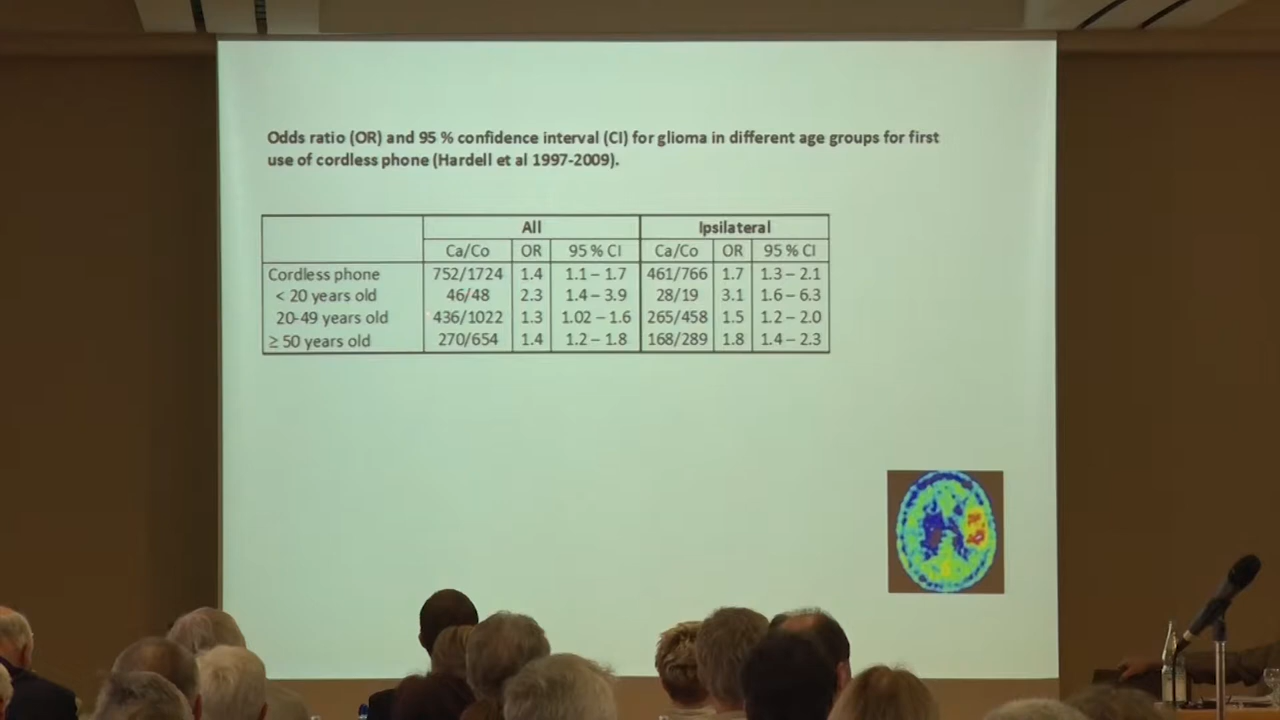 Odds ratio (OR) and 95 % confidence interval (CI) for glioma in different age groups for first
use of cordless phone (Hardell et al 1997-2009).
All Ipsilateral
Ca/Co OR 95 % CI Ca/Co OR 95 % CI
Cordless phone 752/1724 1.4 1.1 – 1.7 461/766 1.7 1.3 – 2.1
< 20 years old 46/48 2.3 1.4 – 3.9 28/19 3.1 1.6 – 6.3
20-49 years old 436/1022 1.3 1.02 – 1.6 265/458 1.5 1.2 – 2.0
≥ 50 years old 270/654 1.4 1.2 – 1.8 168/289 1.8 1.4 – 2.3